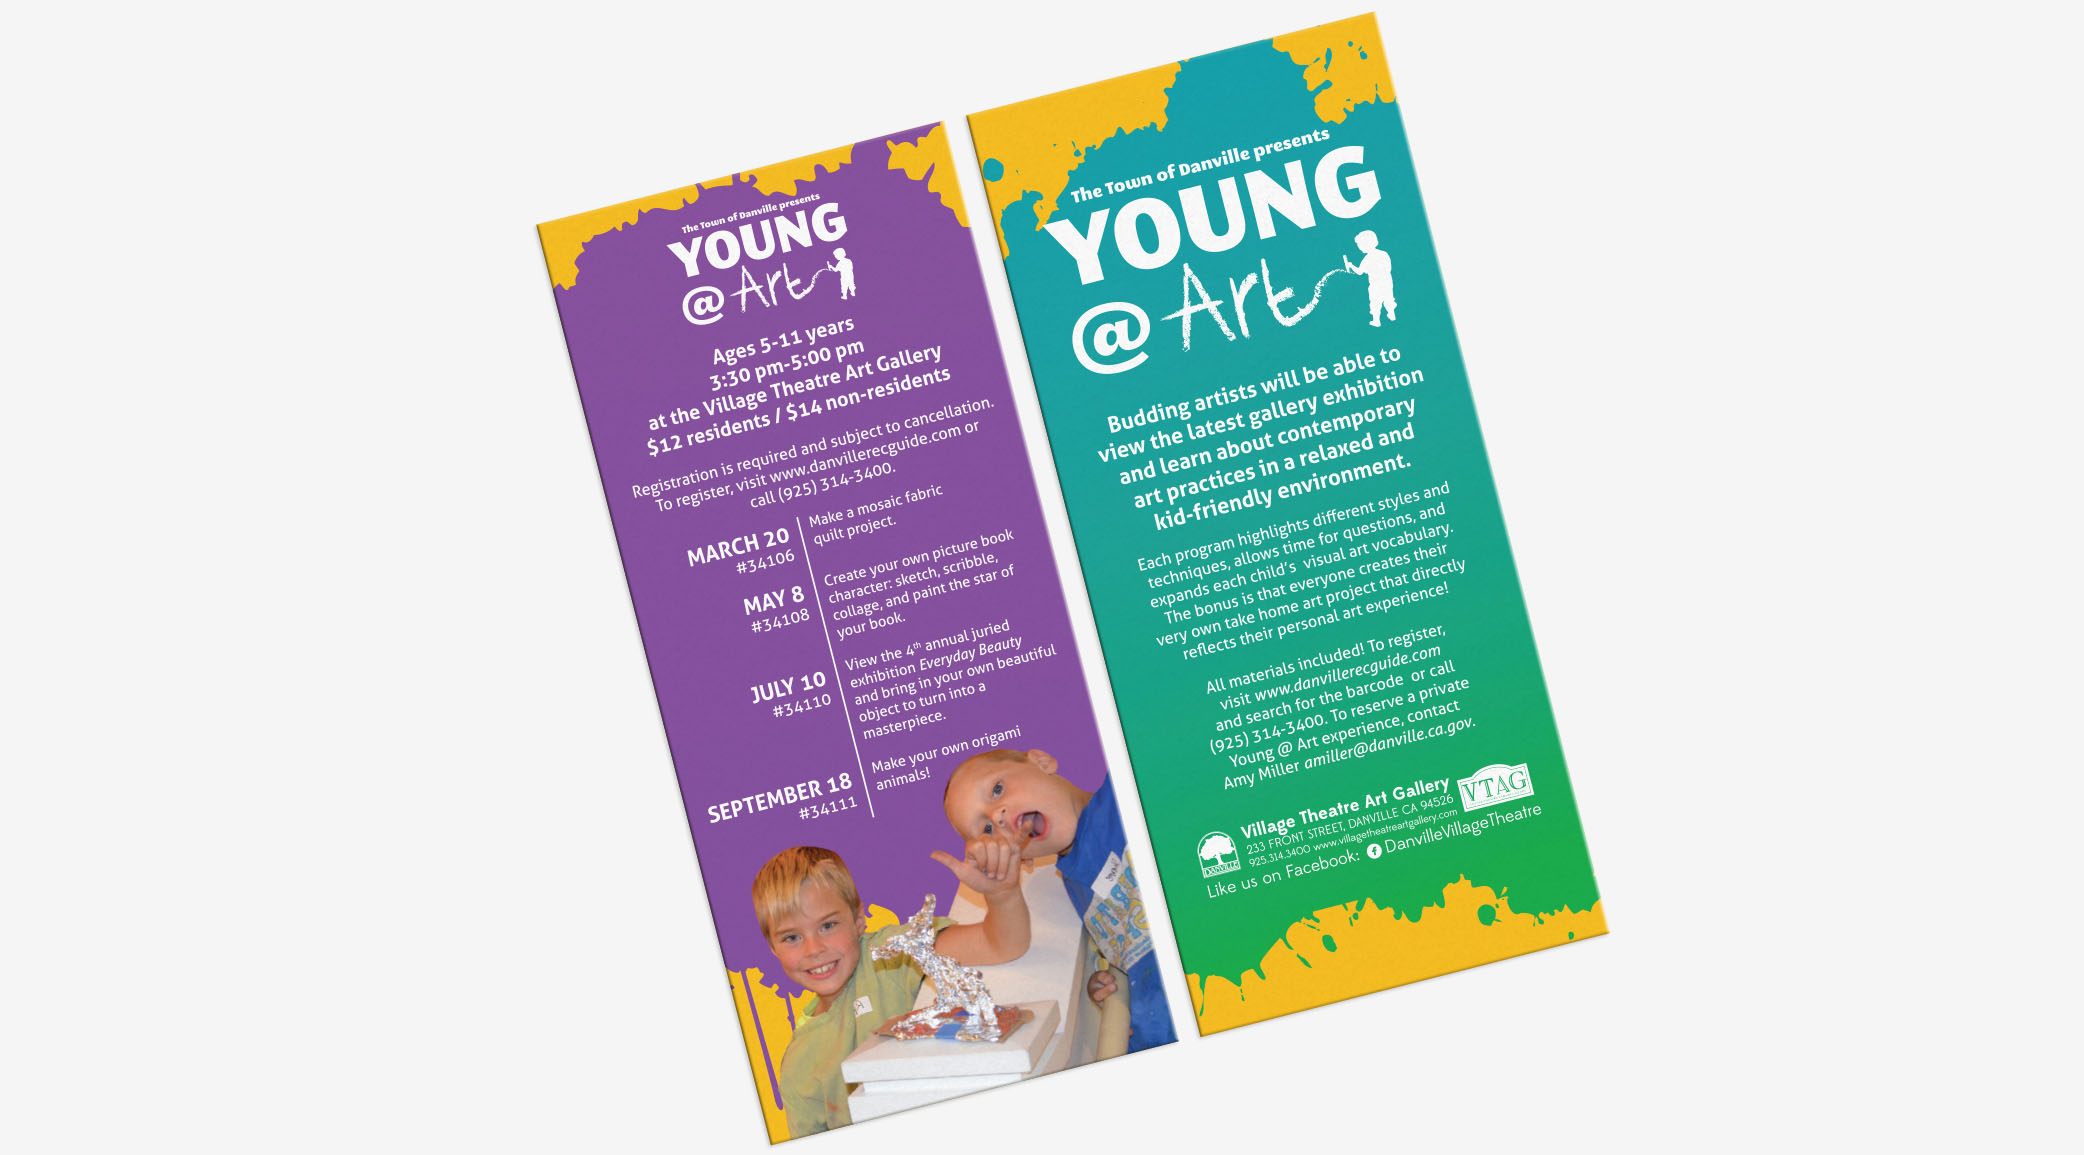 The Town of Danville presents
YOUNG
@ Art
Ages 5-11 years
3:30 pm-5:00 pm
at the Village Theatre Art Gallery
$12 residents / $14 non-residents
Registration is required and subject to cancellation.
To register, visit www.danvillerecguide.com or
call (925) 314-3400.
MARCH 20
#34106
Make a mosaic fabric
quilt project.
MAY 8
#34108
Create your own picture book
character: sketch, scribble,
collage, and paint the star of
your book.
JULY 10
#34110
View the 4th annual juried
exhibition Everyday Beauty
and bring in your own beautiful
object to turn into a
masterpiece.
SEPTEMBER 18
#34111
Make your own origami
animals!
The Town of Danville presents
YOUNG
@ Art
Budding artists will be able to
view the latest gallery exhibition
and learn about contemporary
art practices in a relaxed and
kid-friendly environment.
Each program highlights different styles and
techniques, allows time for questions, and
expands each child's visual art vocabulary.
The bonus is that everyone creates their
very own take home art project that directly
reflects their personal art experience!
All materials included! To register,
visit www.danvillerecguide.com
and search for the barcode or call
(925) 314-3400. To reserve a private
Young @ Art experience, contact
Amy Miller amiller@danville.ca.gov.
DANVILLE
Village Theatre Art Gallery
233 FRONT STREET, DANVILLE CA 94526
925.314.3400 www.villagetheatreartgallery.com
VTAG
Like us on Facebook: f DanvilleVillageTheatre